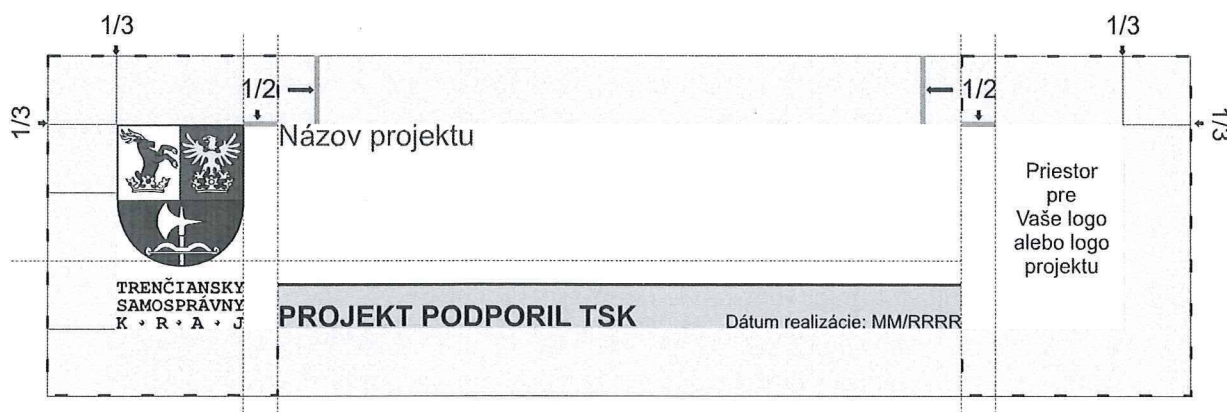 1/3
1/3
1/2
1/2
1/3
1/3
Názov projektu
Priestor
pre
Vaše logo
alebo logo
projektu
TRENČIANSKY
SAMOSPRÁVNY
K · R · A · J
PROJEKT PODPORIL TSK
Dátum realizácie: MM/RRRR